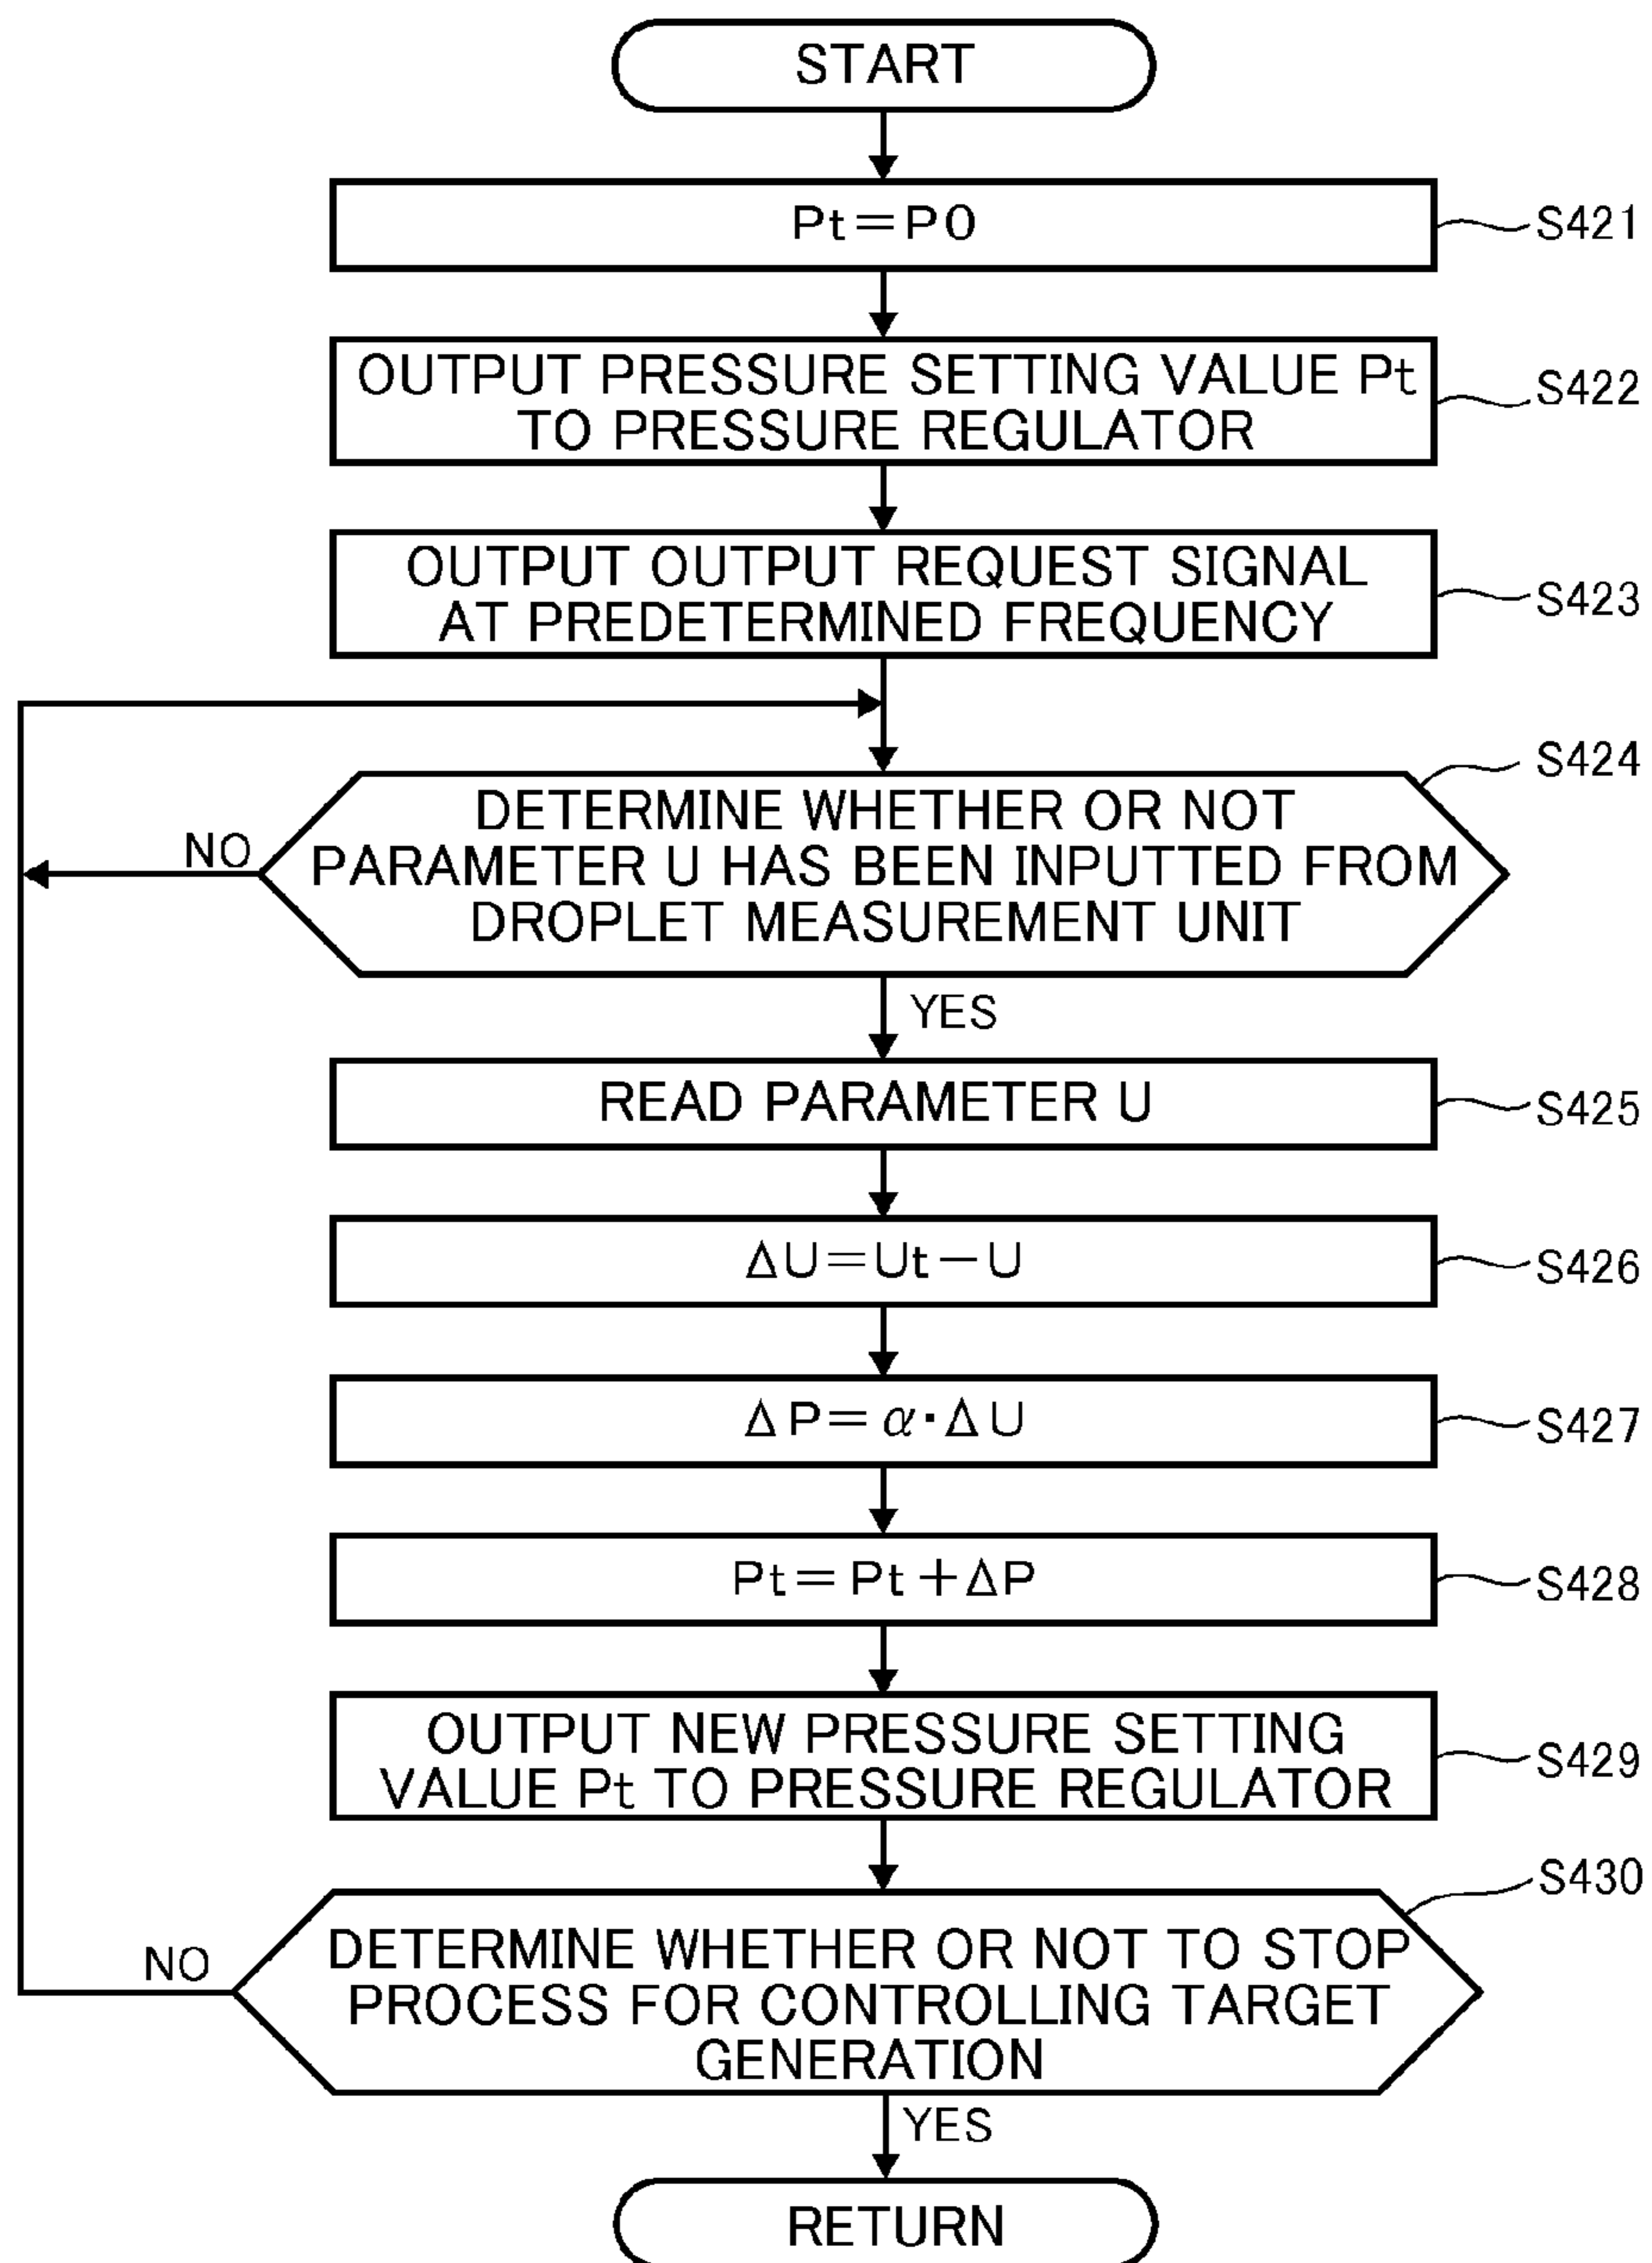 START
Pt=P0
S421
OUTPUT PRESSURE SETTING VALUE Pt
TO PRESSURE REGULATOR
S422
OUTPUT OUTPUT REQUEST SIGNAL
AT PREDETERMINED FREQUENCY
S423
S424
DETERMINE WHETHER OR NOT
PARAMETER U HAS BEEN INPUTTED FROM
DROPLET MEASUREMENT UNIT
NO
YES
READ PARAMETER U
S425
ΔU=Ut-U
S426
ΔP=α·ΔU
S427
Pt=Pt+ΔP
S428
OUTPUT NEW PRESSURE SETTING
VALUE Pt TO PRESSURE REGULATOR
S429
S430
DETERMINE WHETHER OR NOT TO STOP
PROCESS FOR CONTROLLING TARGET
GENERATION
NO
YES
RETURN